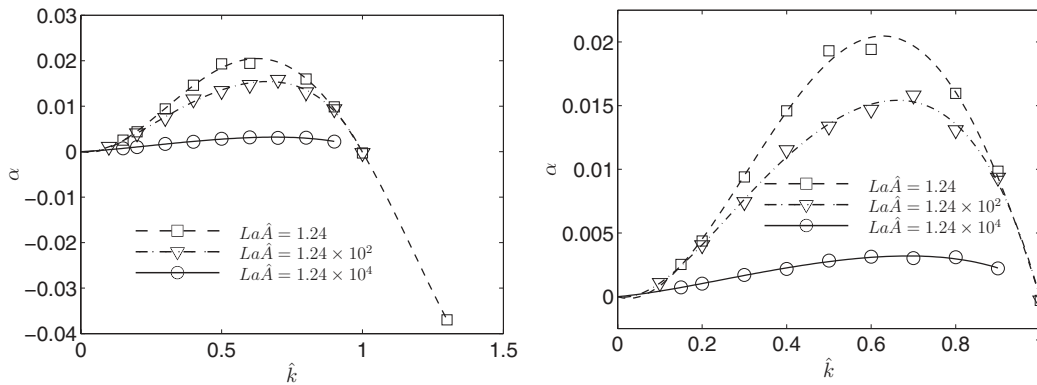 0.03
0.02
0.01
0
−0.01
−0.02
−0.03
−0.04
α
0 0.5 1 1.5
k̂
LaÂ = 1.24
LaÂ = 1.24 × 10²
LaÂ = 1.24 × 10⁴
0.02
0.015
0.01
0.005
0
α
0 0.2 0.4 0.6 0.8 1
k̂
LaÂ = 1.24
LaÂ = 1.24 × 10²
LaÂ = 1.24 × 10⁴